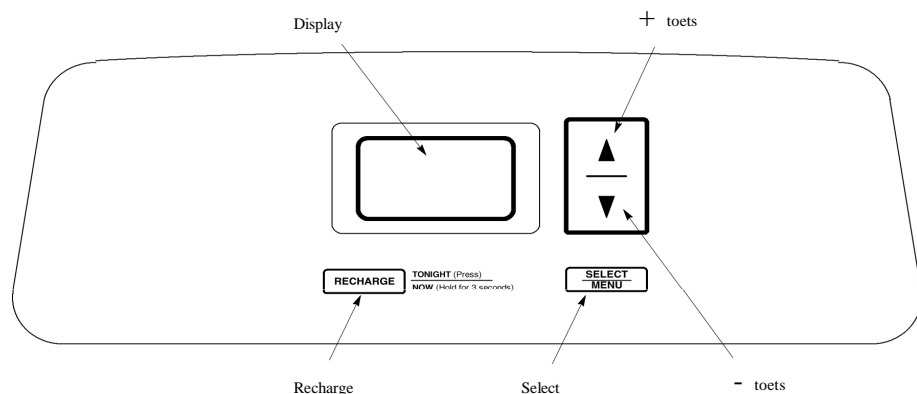 Display
+ toets
RECHARGE
TONIGHT (Press)
NOW (Hold for 3 seconds)
SELECT
MENU
Recharge
Select
- toets